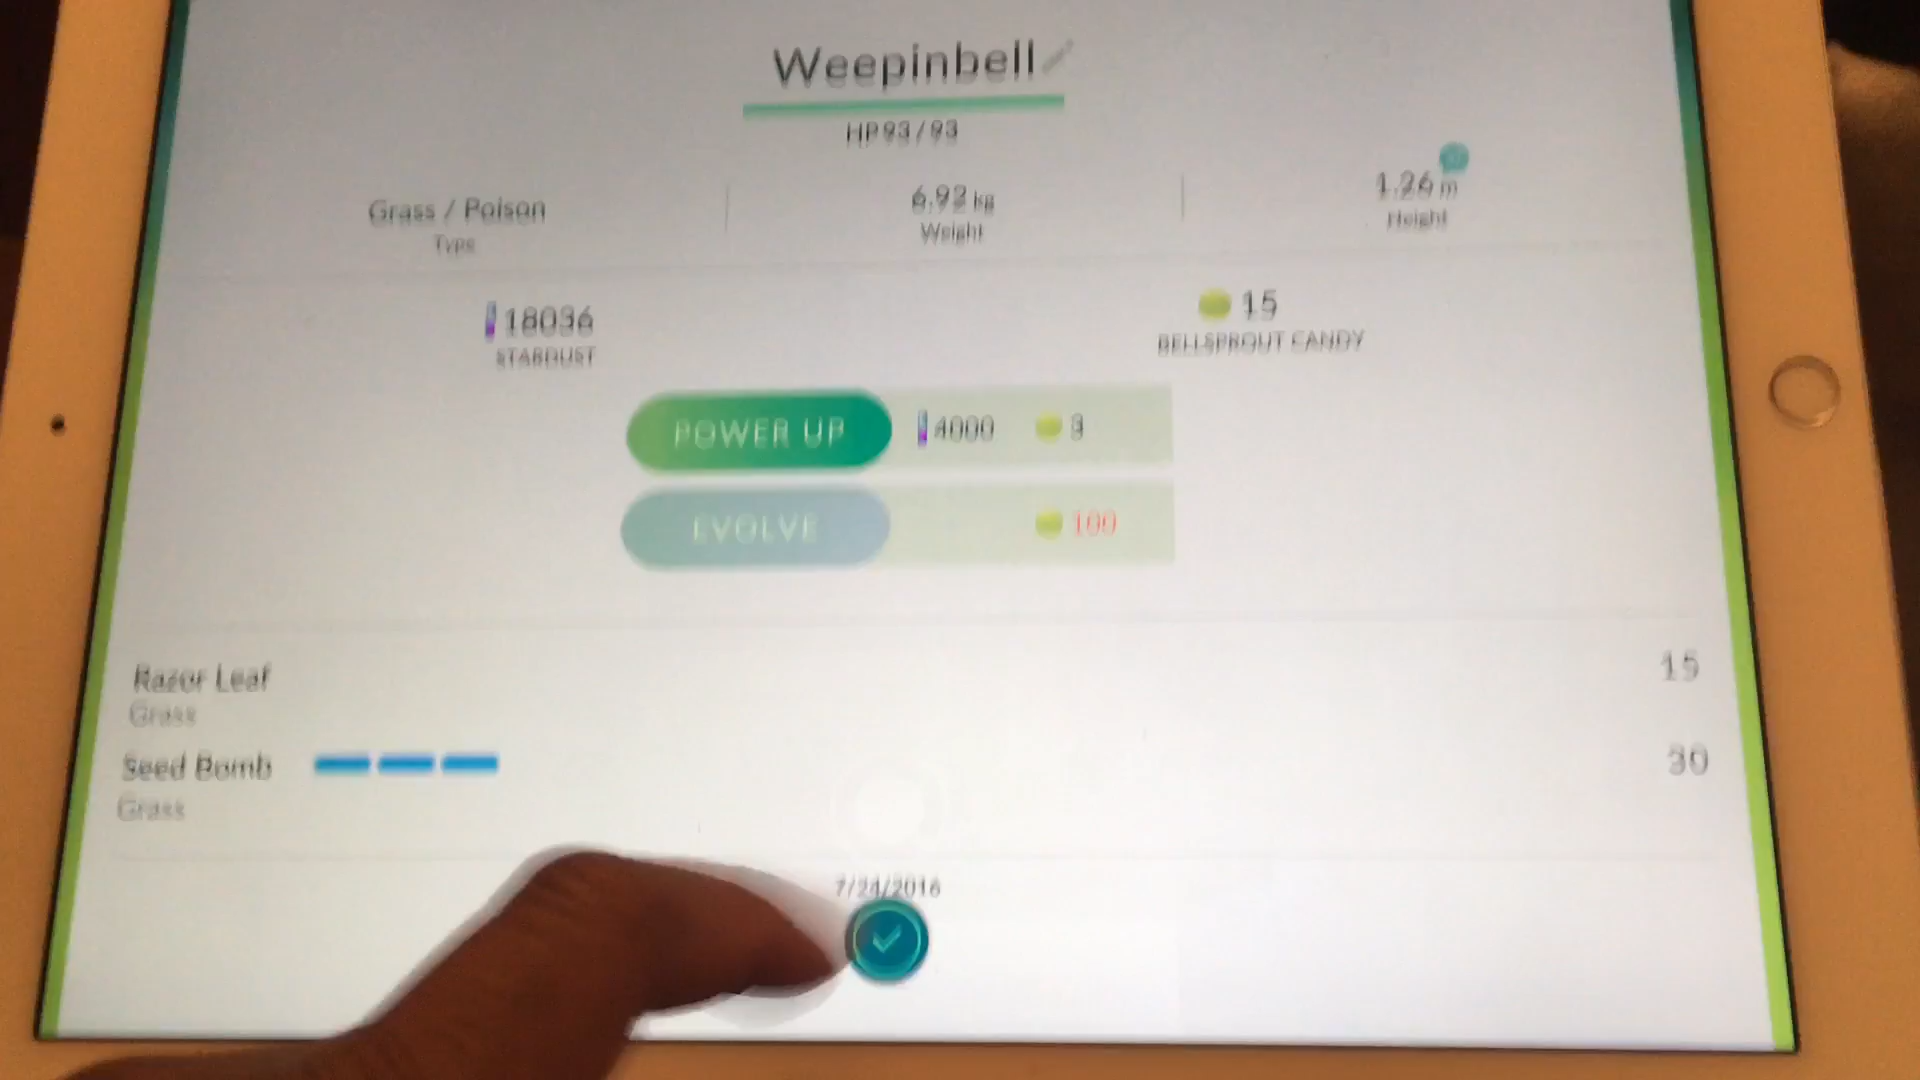 Weepinbell
HP 93 / 93
Grass / Poison
Type
6.92 kg
Weight
1.26 m
Height
18036
STARDUST
15
BELLSPROUT CANDY
POWER UP 4000 3
EVOLVE 100
Razor Leaf 15
Grass
Seed Bomb 30
Grass
7/24/2016